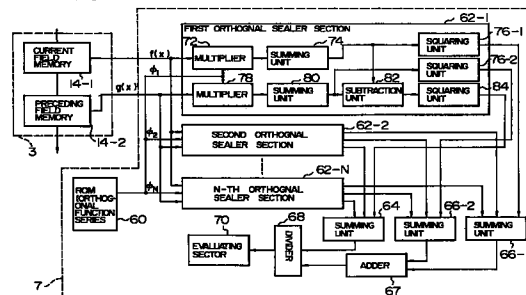 62-1
FIRST ORTHOGNAL SEALER SECTION
76-1
72
74
SQUARING UNIT
76-2
CURRENT FIELD MEMORY
f(x)
MULTIPLIER
SUMMING UNIT
SQUARING UNIT
14-1
ϕ1
78
80
82
84
g(x)
MULTIPLIER
SUMMING UNIT
SUBTRACTION UNIT
SQUARING UNIT
PRECEDING FIELD MEMORY
14-2
3
62-2
ϕ2
SECOND ORTHOGONAL SEALER SECTION
62-N
ϕN
N-TH ORTHOGNAL SEALER SECTION
ROM (ORTHOG-
ONAL FUNCTION
SERIES)
60
64
66-2
SUMMING UNIT
SUMMING UNIT
SUMMING UNIT
66-
70
68
EVALUATING SECTOR
DIVIDER
ADDER
67
7